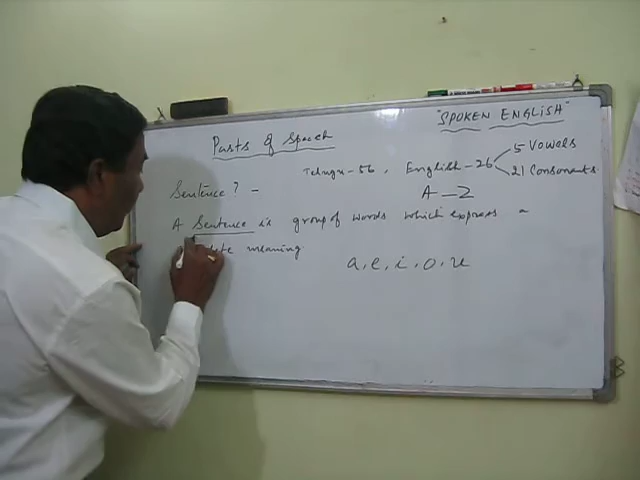 "SPOKEN ENGLISH"
Parts of Speech
5 Vowels
Telugu-56, English-26
21 Consonants
Sentence? -
A-Z
A Sentence is group of words which express a
meaning.
a, e, i, o, u